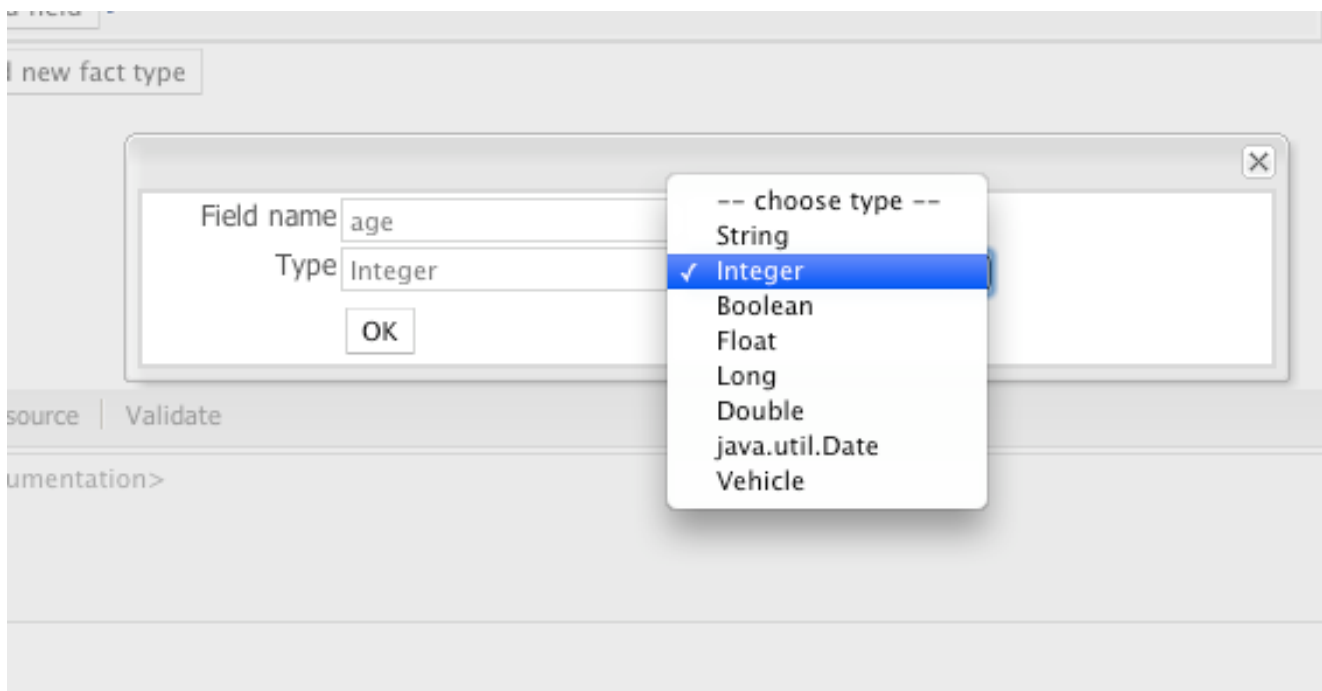 new fact type
Field name age
Type Integer
OK
-- choose type --
String
✓ Integer
Boolean
Float
Long
Double
java.util.Date
Vehicle
source | Validate
umentation>